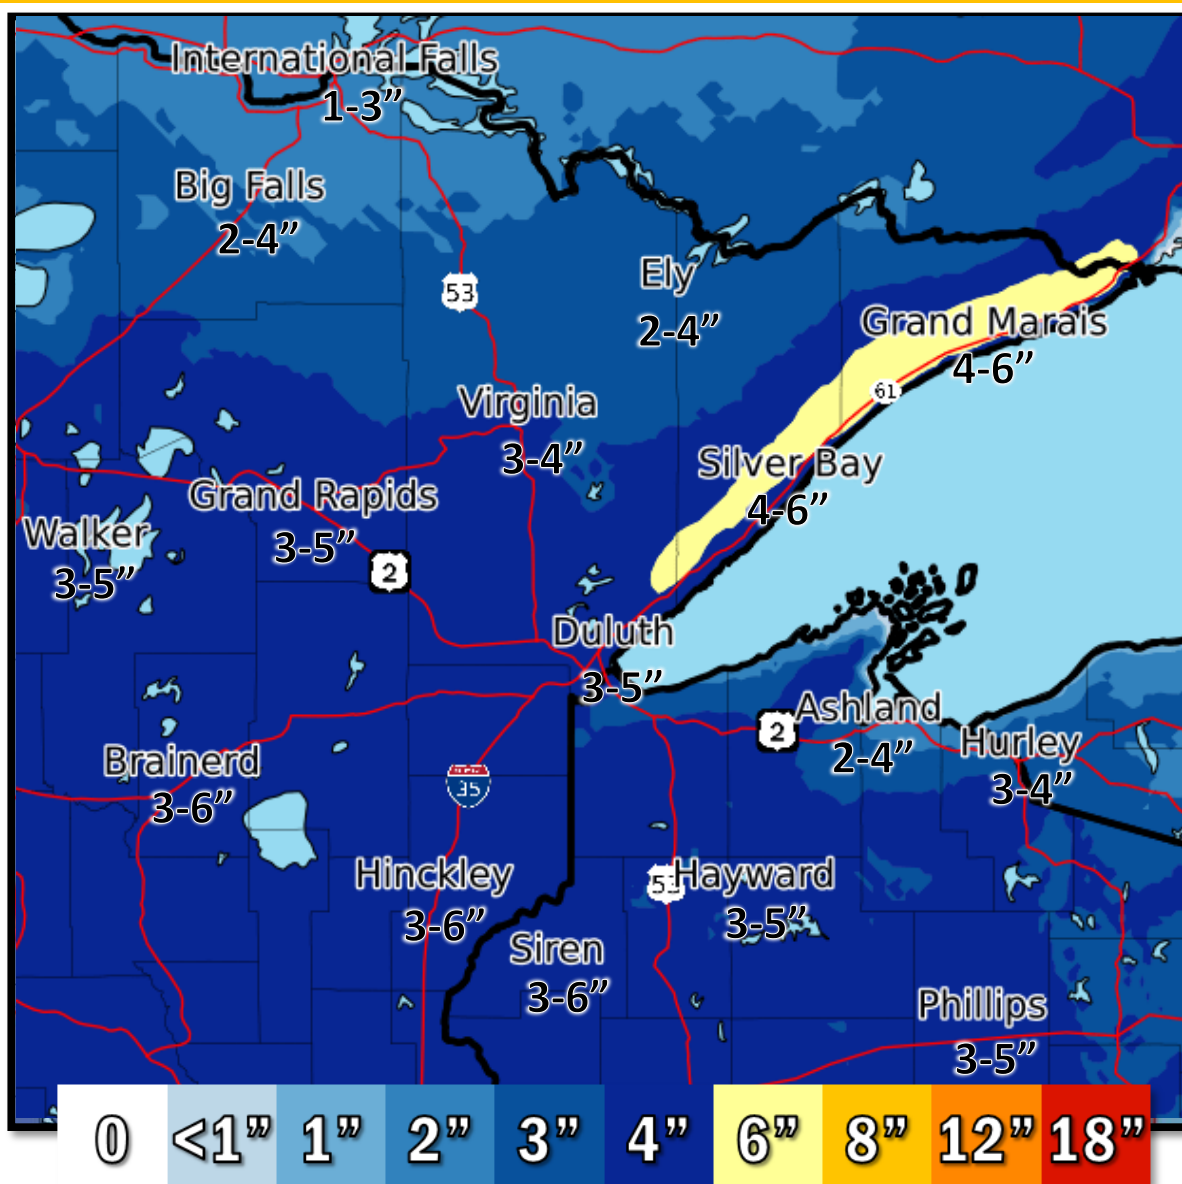 International Falls
1-3”
Big Falls
2-4”
53
Ely
2-4”
Grand Marais
4-6”
61
Virginia
3-4”
Silver Bay
4-6”
Grand Rapids
3-5”
Walker
3-5”
2
Duluth
3-5”
Ashland
2-4”
2
Hurley
3-4”
Brainerd
3-6”
35
Hinckley
3-6”
53
Hayward
3-5”
Siren
3-6”
Phillips
3-5”
0 <1” 1” 2” 3” 4” 6” 8” 12” 18”